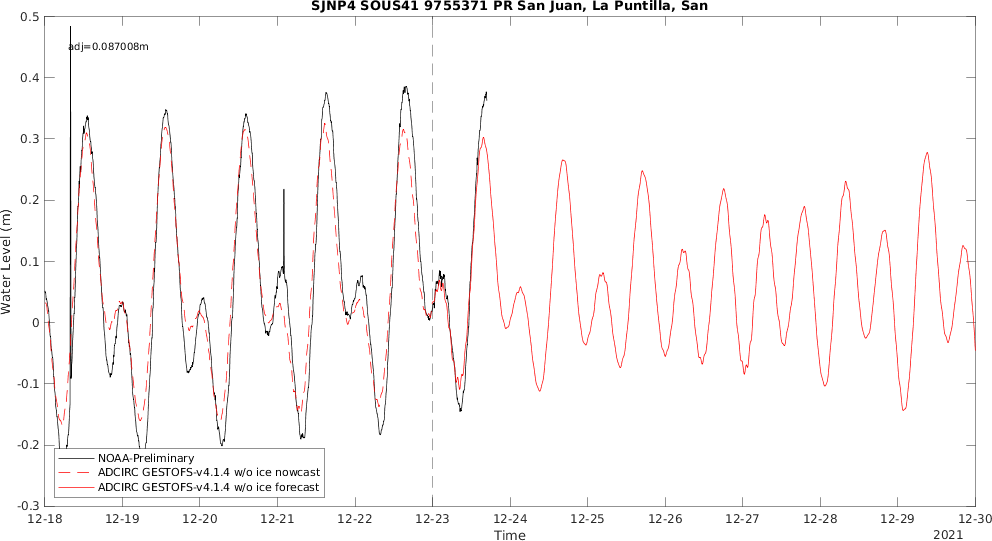 SJNP4 SOUS41 9755371 PR San Juan, La Puntilla, San
adj=0.087008m
Water Level (m)
0.5
0.4
0.3
0.2
0.1
0
-0.1
-0.2
-0.3
NOAA-Preliminary
ADCIRC GESTOFS-v4.1.4 w/o ice nowcast
ADCIRC GESTOFS-v4.1.4 w/o ice forecast
12-18 12-19 12-20 12-21 12-22 12-23 12-24 12-25 12-26 12-27 12-28 12-29 12-30
Time
2021